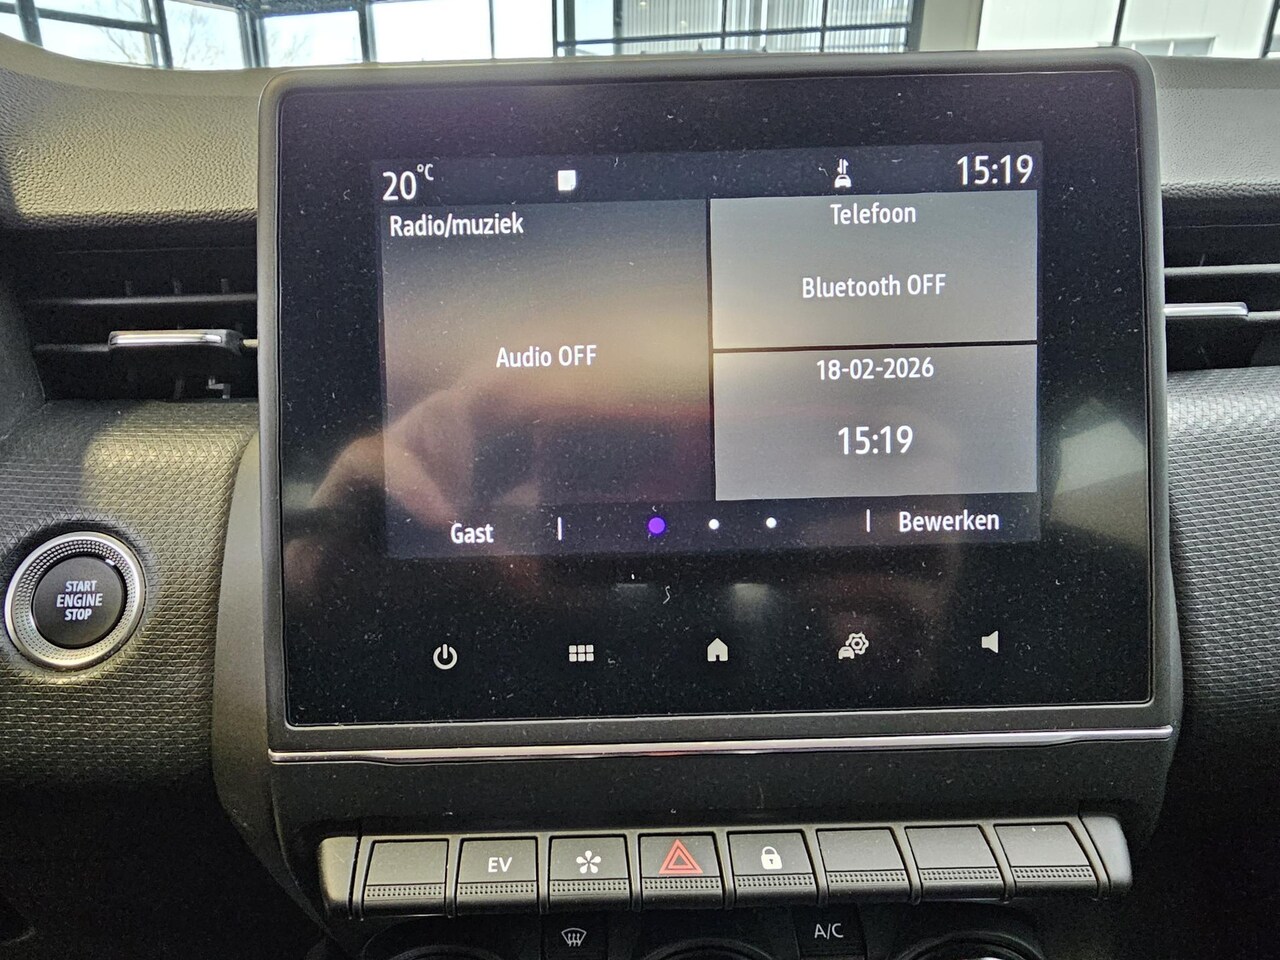 20°C
15:19
Radio/muziek
Telefoon
Bluetooth OFF
Audio OFF
18-02-2026
15:19
Gast
Bewerken
START
ENGINE
STOP
EV
A/C